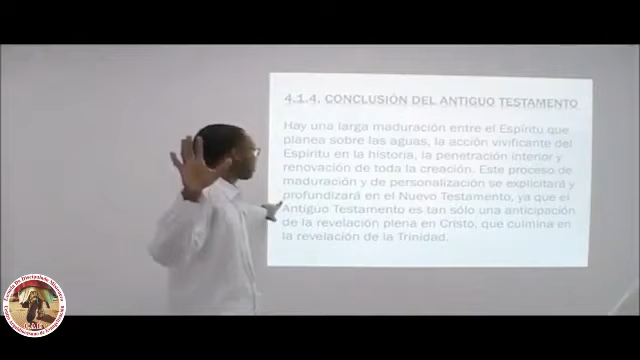 4.1.4. CONCLUSIÓN DEL ANTIGUO TESTAMENTO
Hay una larga maduración entre el Espíritu que
planea sobre las aguas, la acción vivificante del
Espíritu en la historia, la penetración interior y
renovación de toda la creación. Este proceso de
maduración y de personalización se explicitará y
profundizará en el Nuevo Testamento, ya que el
Antiguo Testamento es tan sólo una anticipación
de la revelación plena en Cristo, que culmina en
la revelación de la Trinidad.